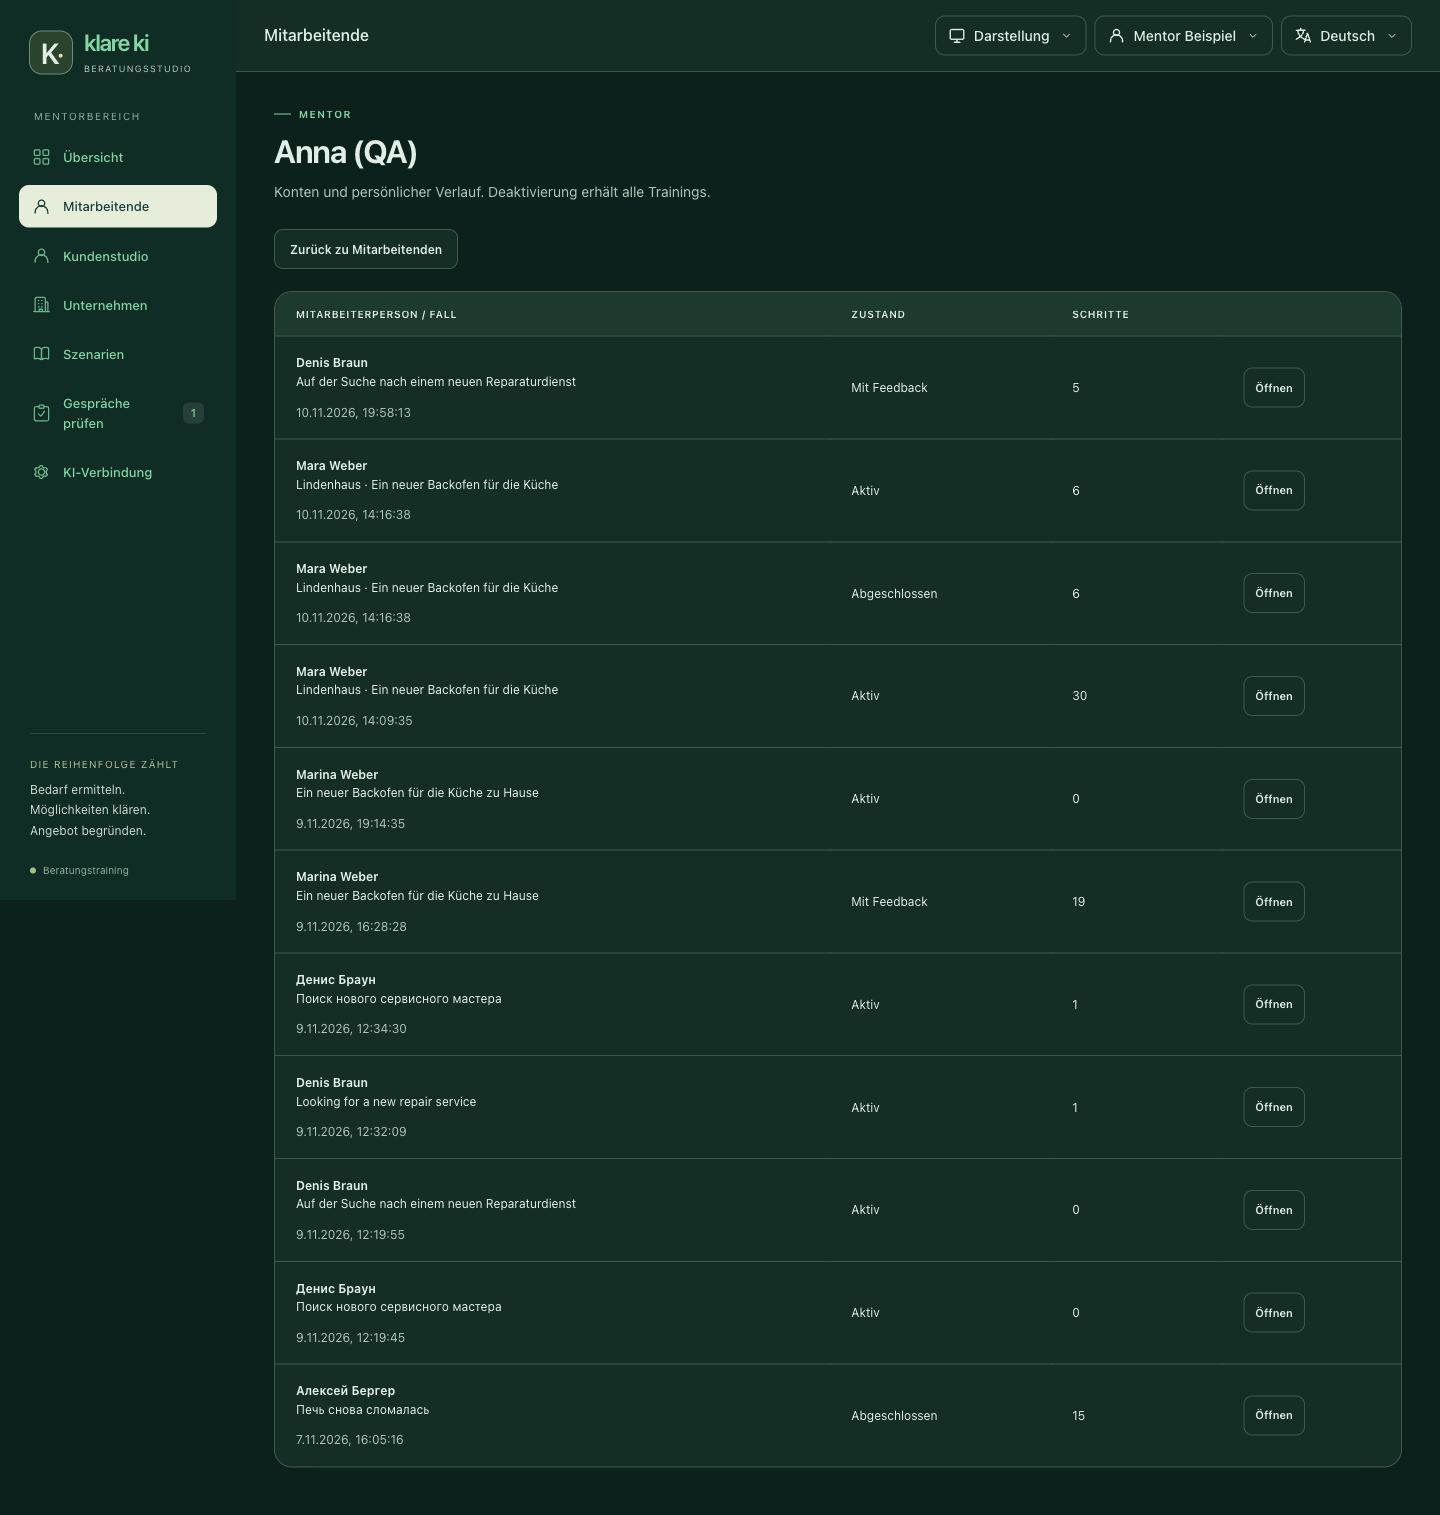 K
klare ki
BERATUNGSSTUDIO
MENTORBEREICH
Übersicht
Mitarbeitende
Kundenstudio
Unternehmen
Szenarien
Gespräche
prüfen
1
KI-Verbindung
DIE REIHENFOLGE ZÄHLT
Bedarf ermitteln.
Möglichkeiten klären.
Angebot begründen.
Beratungstraining
Mitarbeitende
Darstellung
Mentor Beispiel
Deutsch
MENTOR
Anna (QA)
Konten und persönlicher Verlauf. Deaktivierung erhält alle Trainings.
Zurück zu Mitarbeitenden
MITARBEITERPERSON / FALL ZUSTAND SCHRITTE
Denis Braun
Auf der Suche nach einem neuen Reparaturdienst
10.11.2026, 19:58:13
Mit Feedback 5 Öffnen
Mara Weber
Lindenhaus · Ein neuer Backofen für die Küche
10.11.2026, 14:16:38
Aktiv 6 Öffnen
Mara Weber
Lindenhaus · Ein neuer Backofen für die Küche
10.11.2026, 14:16:38
Abgeschlossen 6 Öffnen
Mara Weber
Lindenhaus · Ein neuer Backofen für die Küche
10.11.2026, 14:09:35
Aktiv 30 Öffnen
Marina Weber
Ein neuer Backofen für die Küche zu Hause
9.11.2026, 19:14:35
Aktiv 0 Öffnen
Marina Weber
Ein neuer Backofen für die Küche zu Hause
9.11.2026, 16:28:28
Mit Feedback 19 Öffnen
Денис Браун
Поиск нового сервисного мастера
9.11.2026, 12:34:30
Aktiv 1 Öffnen
Denis Braun
Looking for a new repair service
9.11.2026, 12:32:09
Aktiv 1 Öffnen
Denis Braun
Auf der Suche nach einem neuen Reparaturdienst
9.11.2026, 12:19:55
Aktiv 0 Öffnen
Денис Браун
Поиск нового сервисного мастера
9.11.2026, 12:19:45
Aktiv 0 Öffnen
Алексей Бергер
Печь снова сломалась
7.11.2026, 16:05:16
Abgeschlossen 15 Öffnen